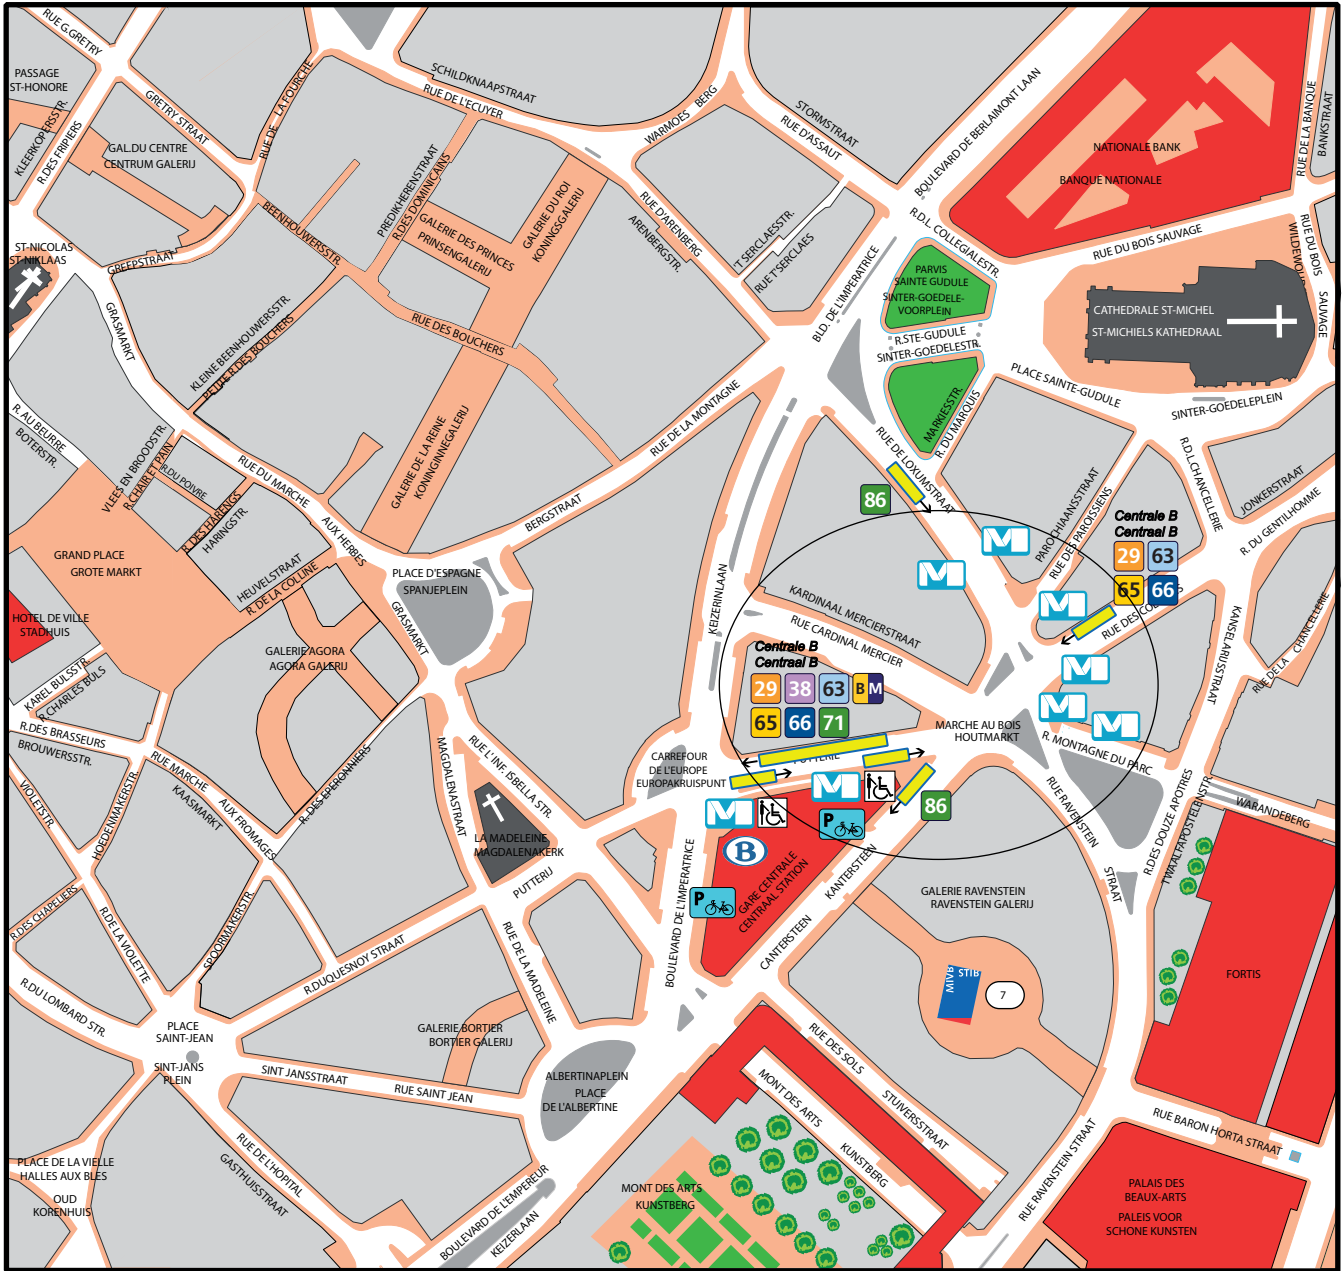 RUE G.GRETRY
PASSAGE
ST-HONORE
KLEERKOPERSSTR.
R.DES FRIPIERS
GRETRY STRAAT
GAL.DU CENTRE
CENTRUM GALERIJ
RUE DE LA FOURCHE
SCHILDKNAAPSTRAAT
RUE DE L'ECUYER
WARMOES BERG
STORMSTRAAT
RUE D'ASSAUT
BOULEVARD DE BERLAIMONT LAAN
NATIONALE BANK
BANQUE NATIONALE
RUE DE LA BANQUE
BANKSTRAAT
ST-NICOLAS
ST-NIKLAAS
GREEPSTRAAT
BEENHOUWERSSTR.
PREDIKHERENSTRAAT
R.DES DOMINICAINS
GALERIE DES PRINCES
PRINSENGALERIJ
GALERIE DU ROI
KONINGSGALERIJ
RUE D'ARENBERG
ARENBERGSTR.
'T SERCLAESSTR.
RUE T'SERCLAES
BLD. DE L'IMPERATRICE
R.D.L. COLLEGIALESTR.
PARVIS
SAINTE GUDULE
SINTER-GOEDELE-
VOORPLEIN
RUE DU BOIS SAUVAGE
RUE DU BOIS
SAUVAGE
CATHEDRALE ST-MICHEL
ST-MICHIELS KATHEDRAAL
R.STE-GUDULE
SINTER-GOEDELESTR.
GRASMARKT
KLEINE BEENHOUWERSSTR.
PETITE R.DES BOUCHERS
RUE DES BOUCHERS
RUE DE LA MONTAGNE
BERGSTRAAT
MARKIESSTR.
R. DU MARQUIS
PLACE SAINTE-GUDULE
SINTER-GOEDELEPLEIN
R. AU BEURRE
BOTERSTR.
VLEES EN BROODSTR.
R.CHAIR ET PAIN
R.DU POIVRE
R. DES HARENGS
HARINGSTR.
RUE DU MARCHE
AUX HERBES
GALERIE DE LA REINE
KONINGINNEGALERIJ
RUE DE LOXUMSTRAAT
86
PAROCHIAANSSTRAAT
RUE DES PAROISSIENS
R.D.L.CHANCELLERIE
JONKERSTRAAT
R. DU GENTILHOMME
Centrale B
Centraal B
29
63
65
66
GRAND PLACE
GROTE MARKT
HEUVELSTRAAT
R. DE LA COLLINE
PLACE D'ESPAGNE
SPANJEPLEIN
GRASMARKT
KEIZERINLAAN
KARDINAAL MERCIERSTRAAT
RUE CARDINAL MERCIER
KANSELARIJSTRAAT
RUE DE LA CHANCELLERIE
HOTEL DE VILLE
STADHUIS
GALERIE AGORA
AGORA GALERIJ
KAREL BULSSTR.
R.CHARLES BULS
Centrale B
Centraal B
29
38
63
B M
65
66
71
MARCHE AU BOIS
HOUTMARKT
R. MONTAGNE DU PARC
R.DES BRASSEURS
BROUWERSSTR.
RUE MARCHE
AUX FROMAGES
KAASMARKT
R. DES EPERONNIERS
MAGDALENASTRAAT
RUE L' INF. ISBELLA STR.
CARREFOUR
DE L'EUROPE
EUROPAKRUISPUNT
86
P
B
P
GARE CENTRALE
CENTRAAL STATION
RUE RAVENSTEIN
STRAAT
R.DES DOUZE APOTRES
TWAALFAPOSTELENSTR
WARANDEBERG
VIOLETSTR.
HOEDENMAKERSTR.
LA MADELEINE
MAGDALENAKERK
PUTTERIJ
KANTERSTEEN
CANTERSTEEN
GALERIE RAVENSTEIN
RAVENSTEIN GALERIJ
R.DES CHAPELIERS
R.DE LA VIOLETTE
SPOORMAKERSTR.
R.DUQUESNOY STRAAT
RUE DE LA MADELEINE
BOULEVARD DE L'IMPERATRICE
MIVB STIB
7
FORTIS
R.DU LOMBARD STR.
PLACE
SAINT-JEAN
SINT-JANS
PLEIN
GALERIE BORTIER
BORTIER GALERIJ
SINT JANSSTRAAT
RUE SAINT JEAN
ALBERTINAPLEIN
PLACE
DE L'ALBERTINE
RUE DES SOLS
STUIVERSSTRAAT
MONT DES ARTS
KUNSTBERG
RUE BARON HORTA STRAAT
PLACE DE LA VIELLE
HALLES AUX BLES
OUD
KORENHUIS
RUE DE L'HOPITAL
GASTHUISSTRAAT
BOULEVARD DE L'EMPEREUR
KEIZERLAAN
MONT DES ARTS
KUNSTBERG
RUE RAVENSTEIN STRAAT
PALAIS DES
BEAUX-ARTS
PALEIS VOOR
SCHONE KUNSTEN